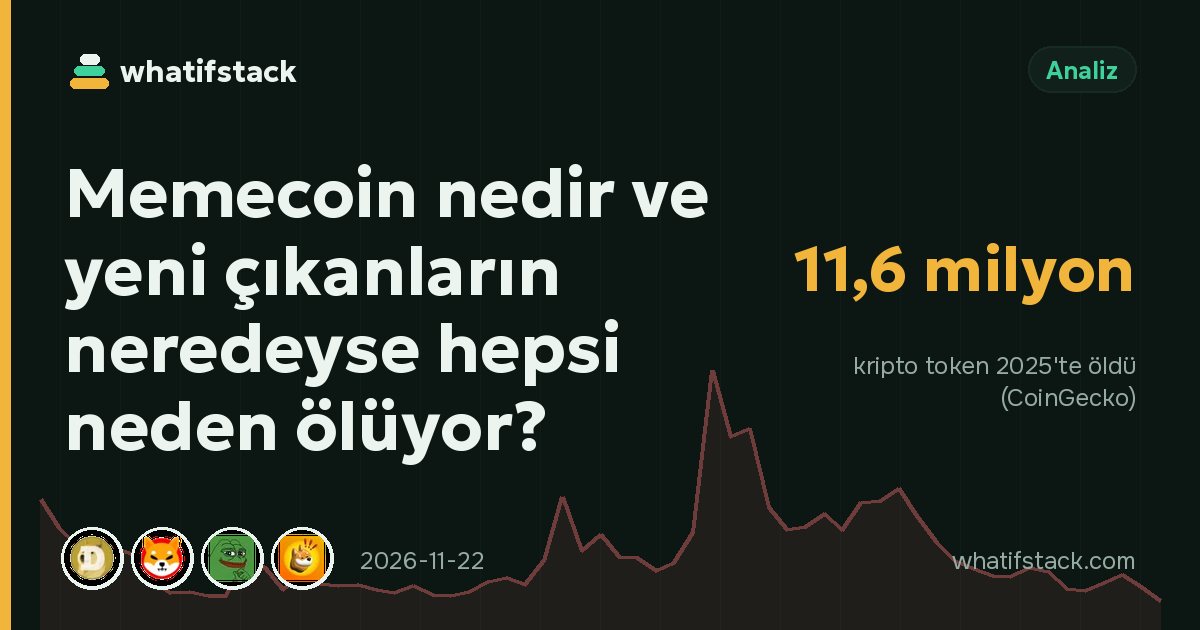 whatifstack
Analiz
Memecoin nedir ve
yeni çıkanların
neredeyse hepsi
neden ölüyor?
11,6 milyon
kripto token 2025'te öldü
(CoinGecko)
2026-11-22
whatifstack.com